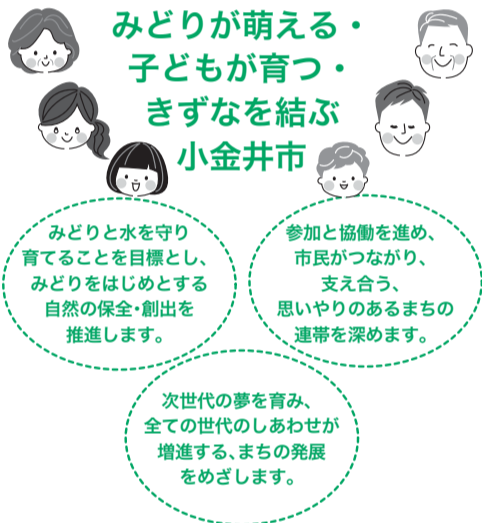 みどりが萌える・
子どもが育つ・
きずなを結ぶ
小金井市
みどりと水を守り
育てることを目標とし、
みどりをはじめとする
自然の保全・創出を
推進します。
参加と協働を進め、
市民がつながり、
支え合う、
思いやりのあるまちの
連帯を深めます。
次世代の夢を育み、
全ての世代のしあわせが
増進する、まちの発展
をめざします。